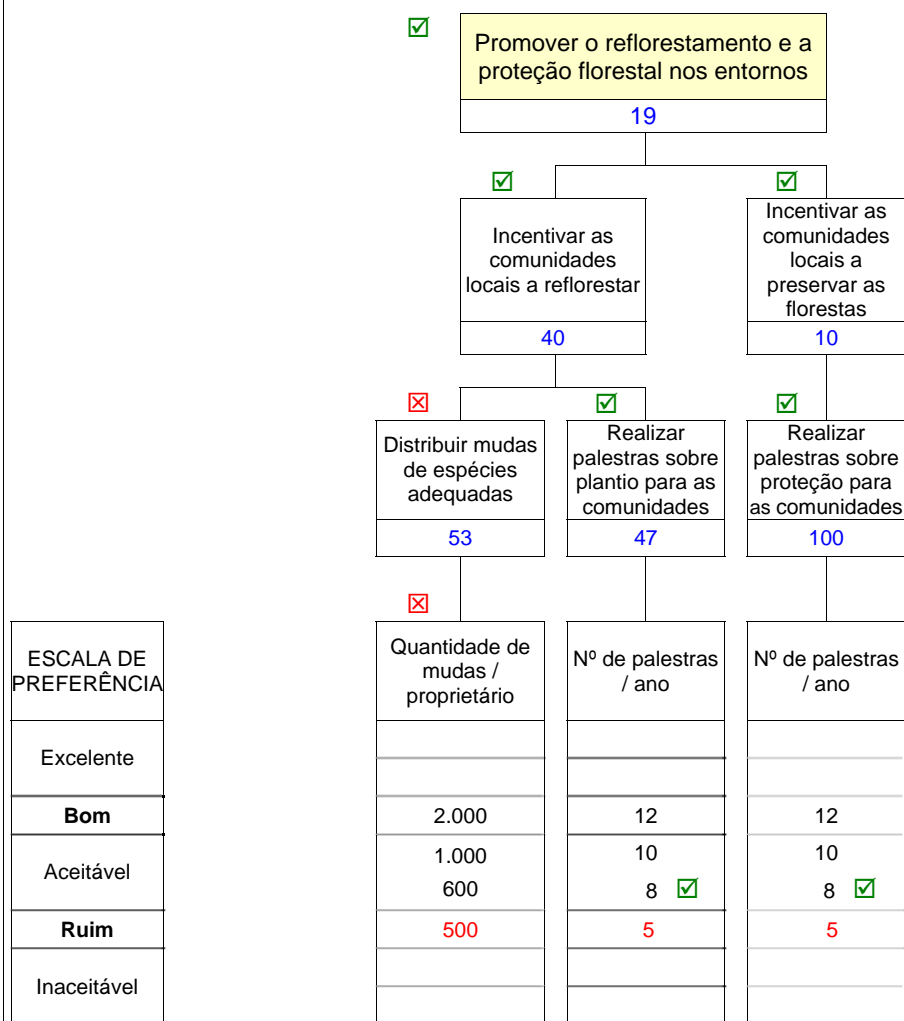 Promover o reflorestamento e a
proteção florestal nos entornos
19
Incentivar as
comunidades
locais a reflorestar
40
Incentivar as
comunidades
locais a
preservar as
florestas
10
Distribuir mudas
de espécies
adequadas
53
Realizar
palestras sobre
plantio para as
comunidades
47
Realizar
palestras sobre
proteção para
as comunidades
100
ESCALA DE
PREFERÊNCIA
Quantidade de
mudas /
proprietário
Nº de palestras
/ ano
Nº de palestras
/ ano
Excelente
Bom 2.000 12 12
Aceitável
1.000 10 10
600 8 8
Ruim 500 5 5
Inaceitável